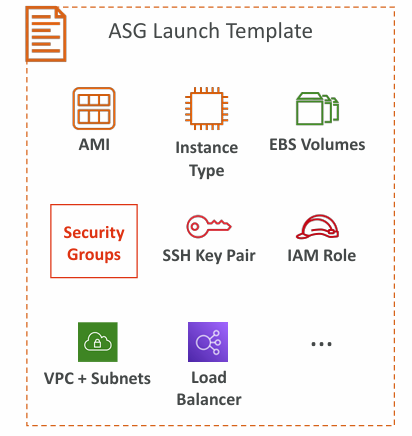 ASG Launch Template
AMI
Instance
Type
EBS Volumes
Security
Groups
SSH Key Pair
IAM Role
VPC + Subnets
Load
Balancer
...